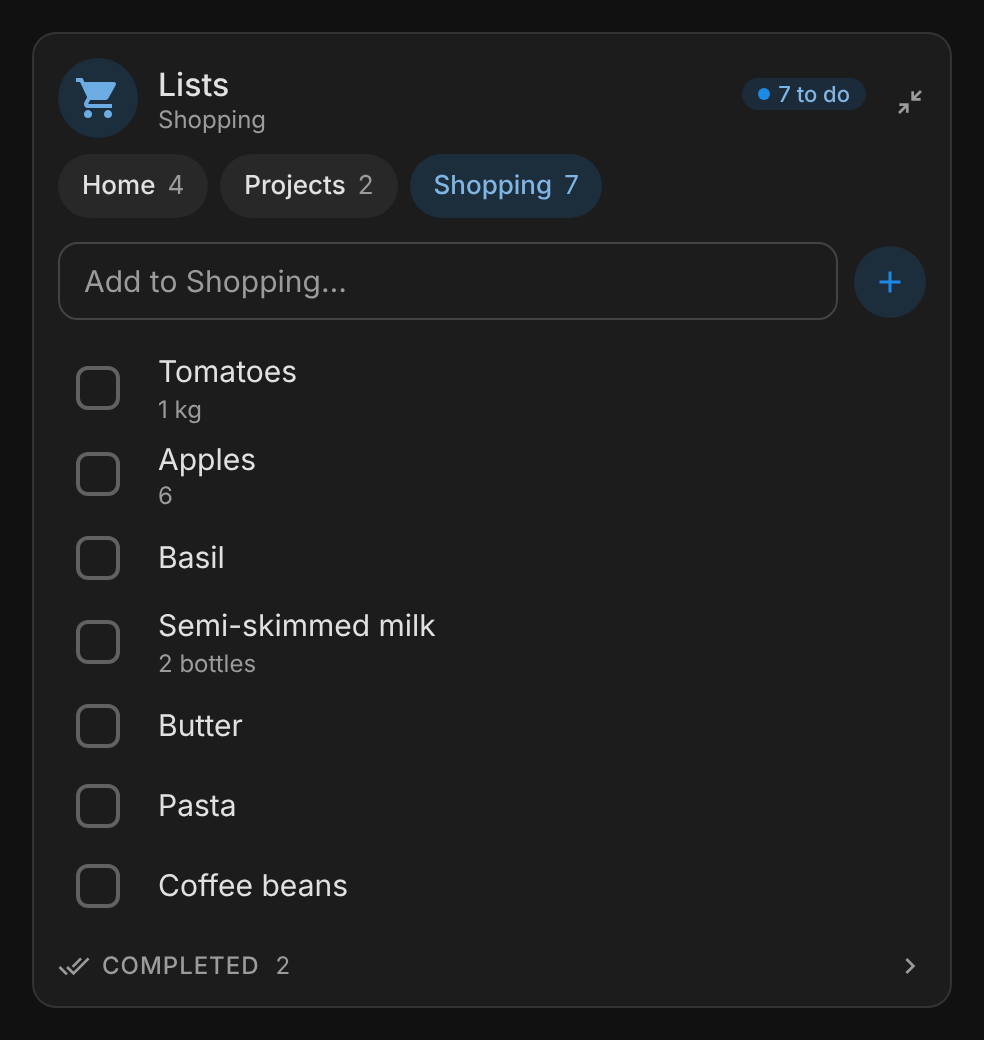 Lists
Shopping
7 to do
Home 4
Projects 2
Shopping 7
Add to Shopping...
Tomatoes
1 kg
Apples
6
Basil
Semi-skimmed milk
2 bottles
Butter
Pasta
Coffee beans
COMPLETED 2